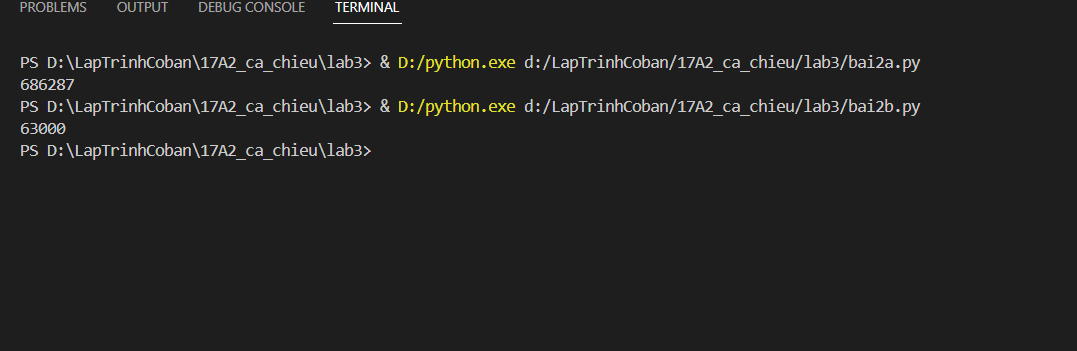 PROBLEMS OUTPUT DEBUG CONSOLE TERMINAL
PS D:\LapTrinhCoban\17A2_ca_chieu\lab3> & D:/python.exe d:/LapTrinhCoban/17A2_ca_chieu/lab3/bai2a.py
686287
PS D:\LapTrinhCoban\17A2_ca_chieu\lab3> & D:/python.exe d:/LapTrinhCoban/17A2_ca_chieu/lab3/bai2b.py
63000
PS D:\LapTrinhCoban\17A2_ca_chieu\lab3>